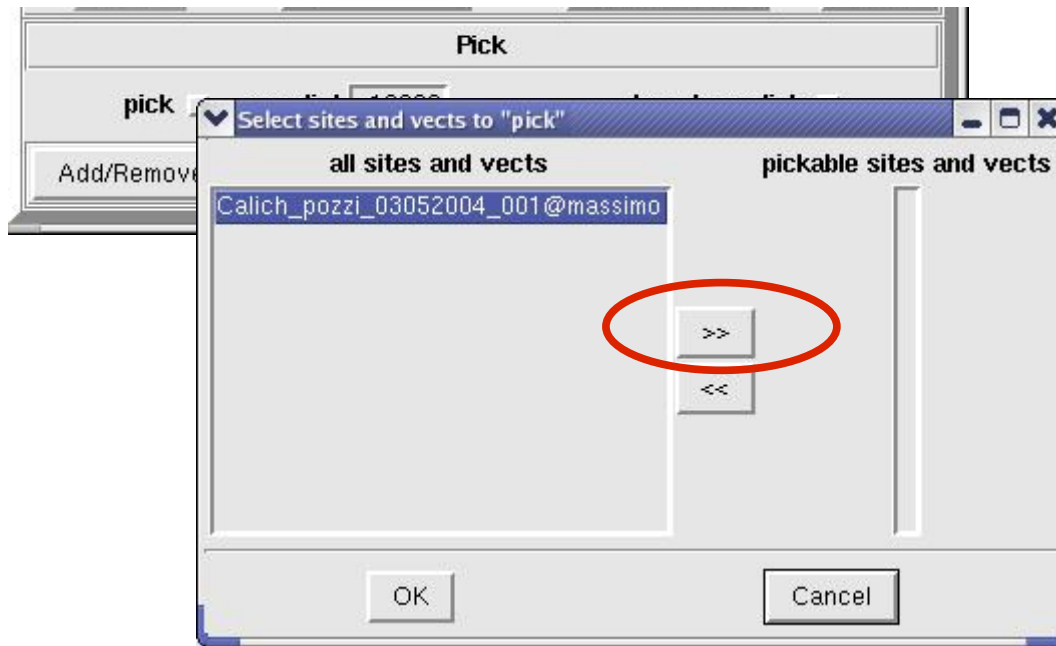 Pick
pick
Select sites and vects to "pick"
Add/Remove
all sites and vects
pickable sites and vects
Calich_pozzi_03052004_001@massimo
>>
<<
OK
Cancel